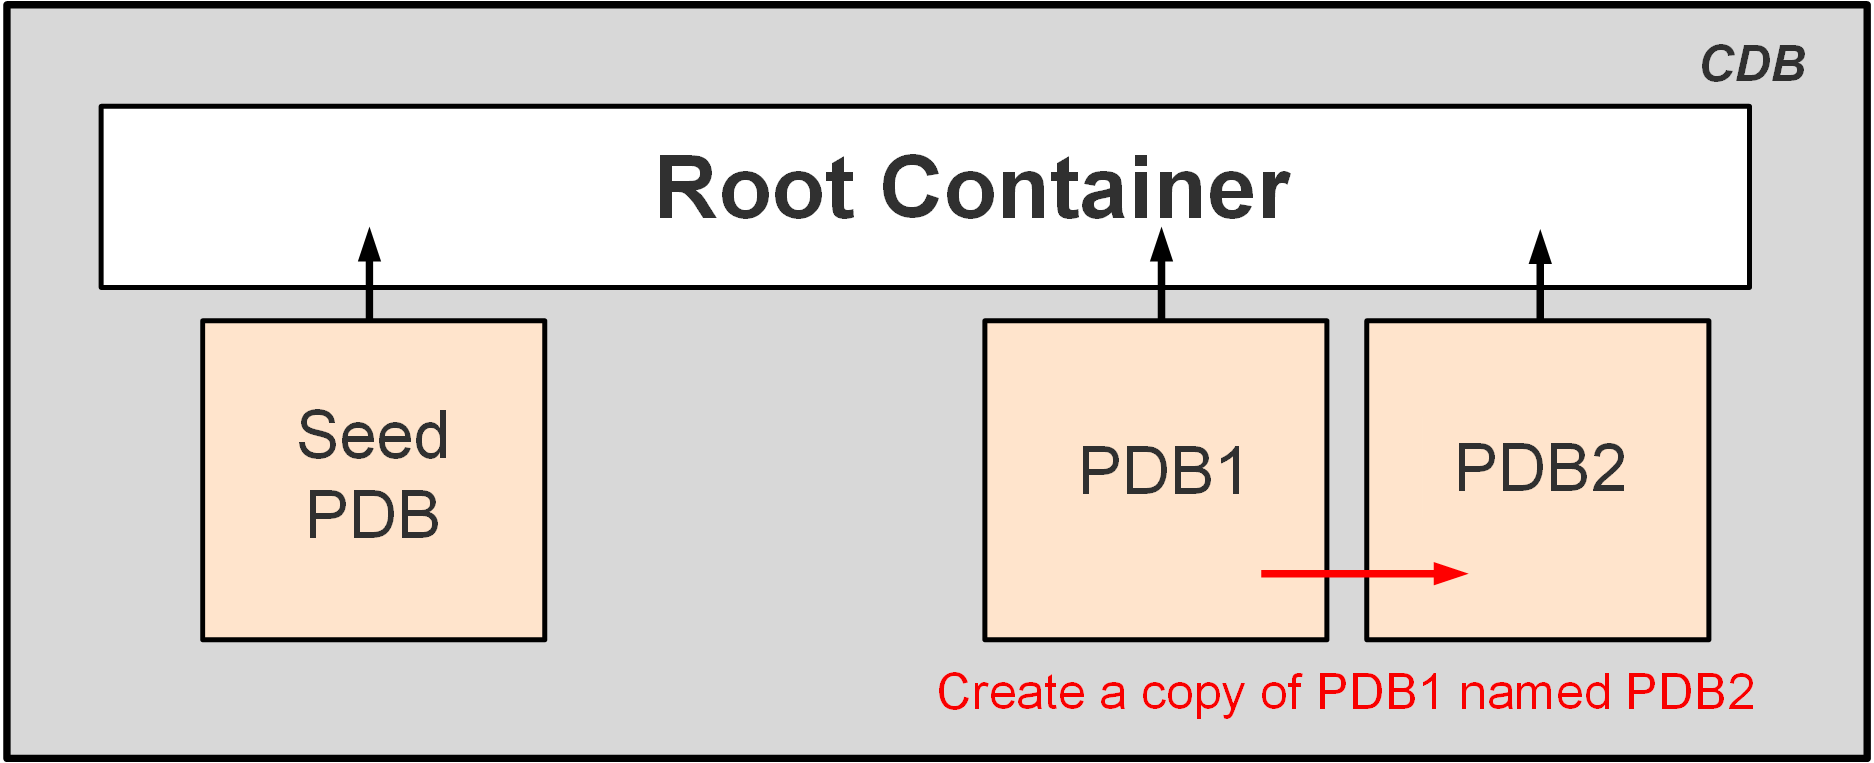 CDB
Root Container
Seed
PDB
PDB1
PDB2
Create a copy of PDB1 named PDB2